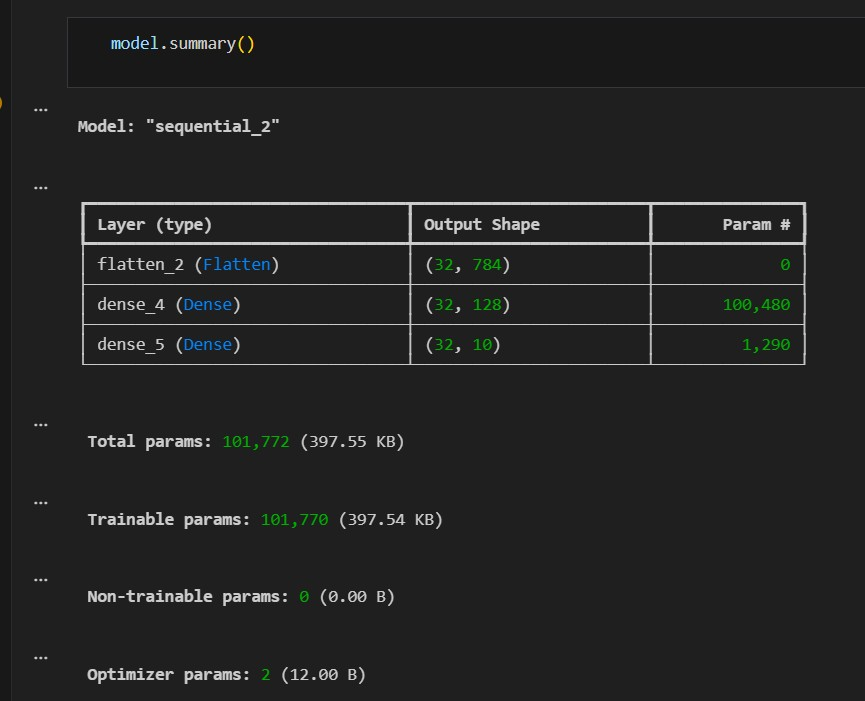 model.summary()
...
Model: "sequential_2"
...
Layer (type) Output Shape Param #
flatten_2 (Flatten) (32, 784) 0
dense_4 (Dense) (32, 128) 100,480
dense_5 (Dense) (32, 10) 1,290
...
Total params: 101,772 (397.55 KB)
...
Trainable params: 101,770 (397.54 KB)
...
Non-trainable params: 0 (0.00 B)
...
Optimizer params: 2 (12.00 B)